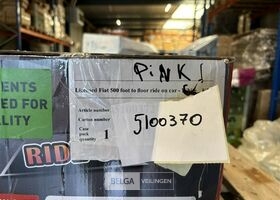 PiNK!
Licensed Fiat 500 foot to floor ride on car -
Article number
Carton number
Case pack quantity 1
5100370
ENTS
ED FOR
LITY
RID
BELGA VEILINGEN